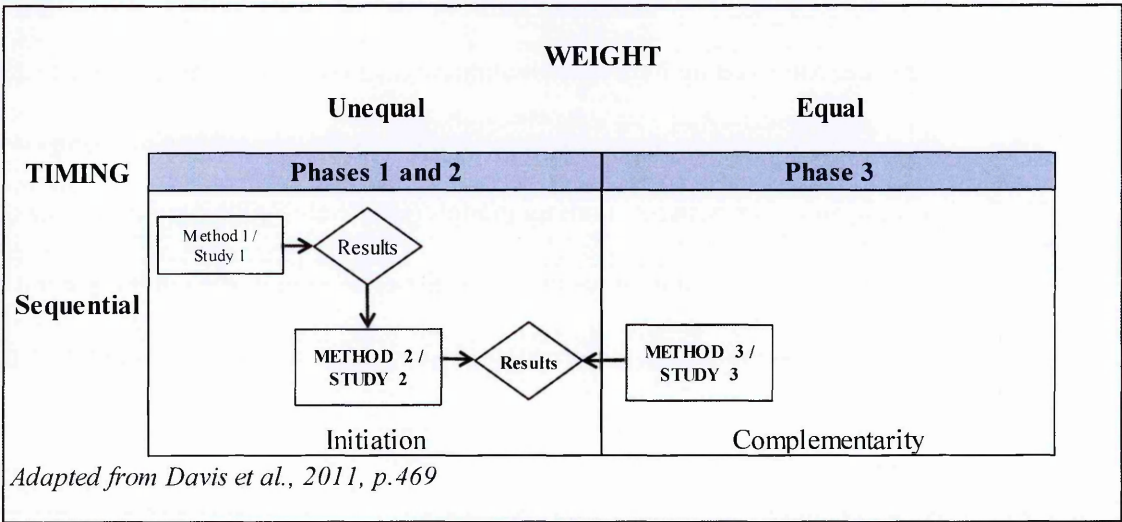 WEIGHT
Unequal Equal
TIMING Phases 1 and 2 Phase 3
Method 1 /
Study 1
Results
Sequential
METHOD 2 /
STUDY 2
Results
METHOD 3 /
STUDY 3
Initiation Complementarity
Adapted from Davis et al., 2011, p.469